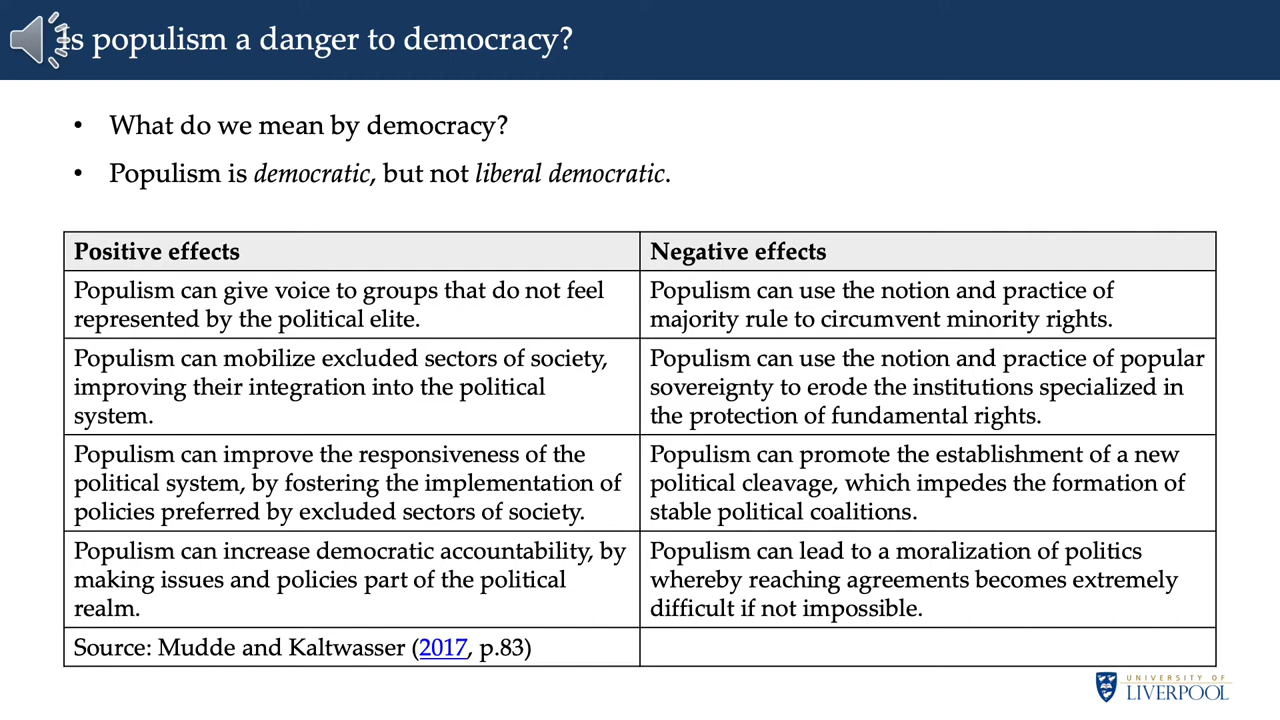 Is populism a danger to democracy?
• What do we mean by democracy?
• Populism is democratic, but not liberal democratic.
Positive effects
Negative effects
Populism can give voice to groups that do not feel
represented by the political elite.
Populism can use the notion and practice of
majority rule to circumvent minority rights.
Populism can mobilize excluded sectors of society,
improving their integration into the political
system.
Populism can use the notion and practice of popular
sovereignty to erode the institutions specialized in
the protection of fundamental rights.
Populism can improve the responsiveness of the
political system, by fostering the implementation of
policies preferred by excluded sectors of society.
Populism can promote the establishment of a new
political cleavage, which impedes the formation of
stable political coalitions.
Populism can increase democratic accountability, by
making issues and policies part of the political
realm.
Populism can lead to a moralization of politics
whereby reaching agreements becomes extremely
difficult if not impossible.
Source: Mudde and Kaltwasser (2017, p.83)
UNIVERSITY OF
LIVERPOOL